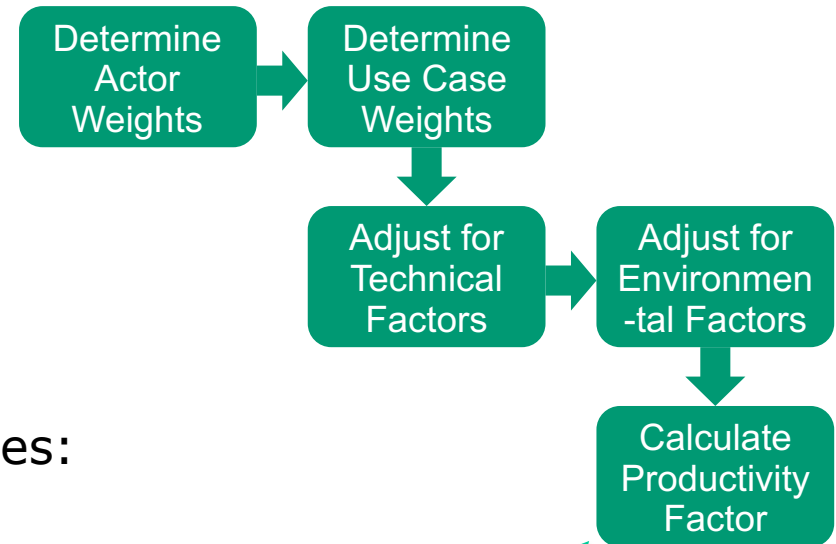 Determine
Actor
Weights
Determine
Use Case
Weights
Adjust for
Technical
Factors
Adjust for
Environmen
-tal Factors
es:
Calculate
Productivity
Factor